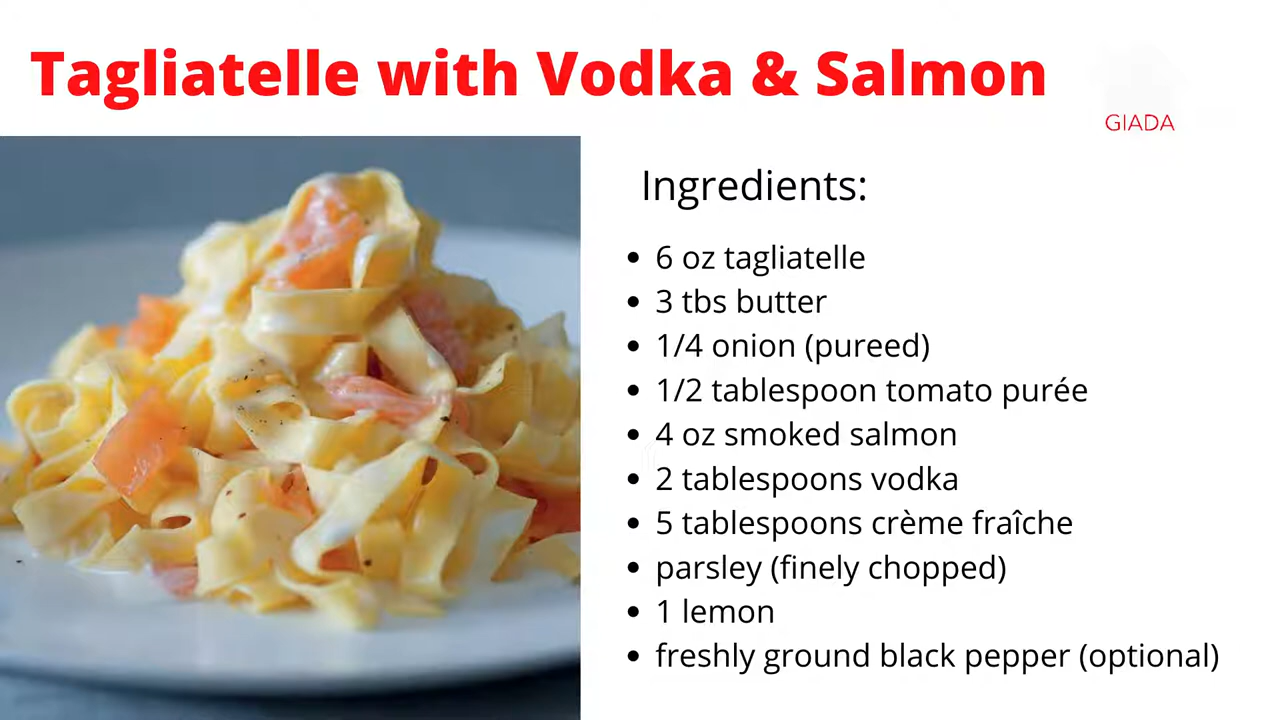 Tagliatelle with Vodka & Salmon
GIADA
Ingredients:
• 6 oz tagliatelle
• 3 tbs butter
• 1/4 onion (pureed)
• 1/2 tablespoon tomato purée
• 4 oz smoked salmon
• 2 tablespoons vodka
• 5 tablespoons crème fraîche
• parsley (finely chopped)
• 1 lemon
• freshly ground black pepper (optional)